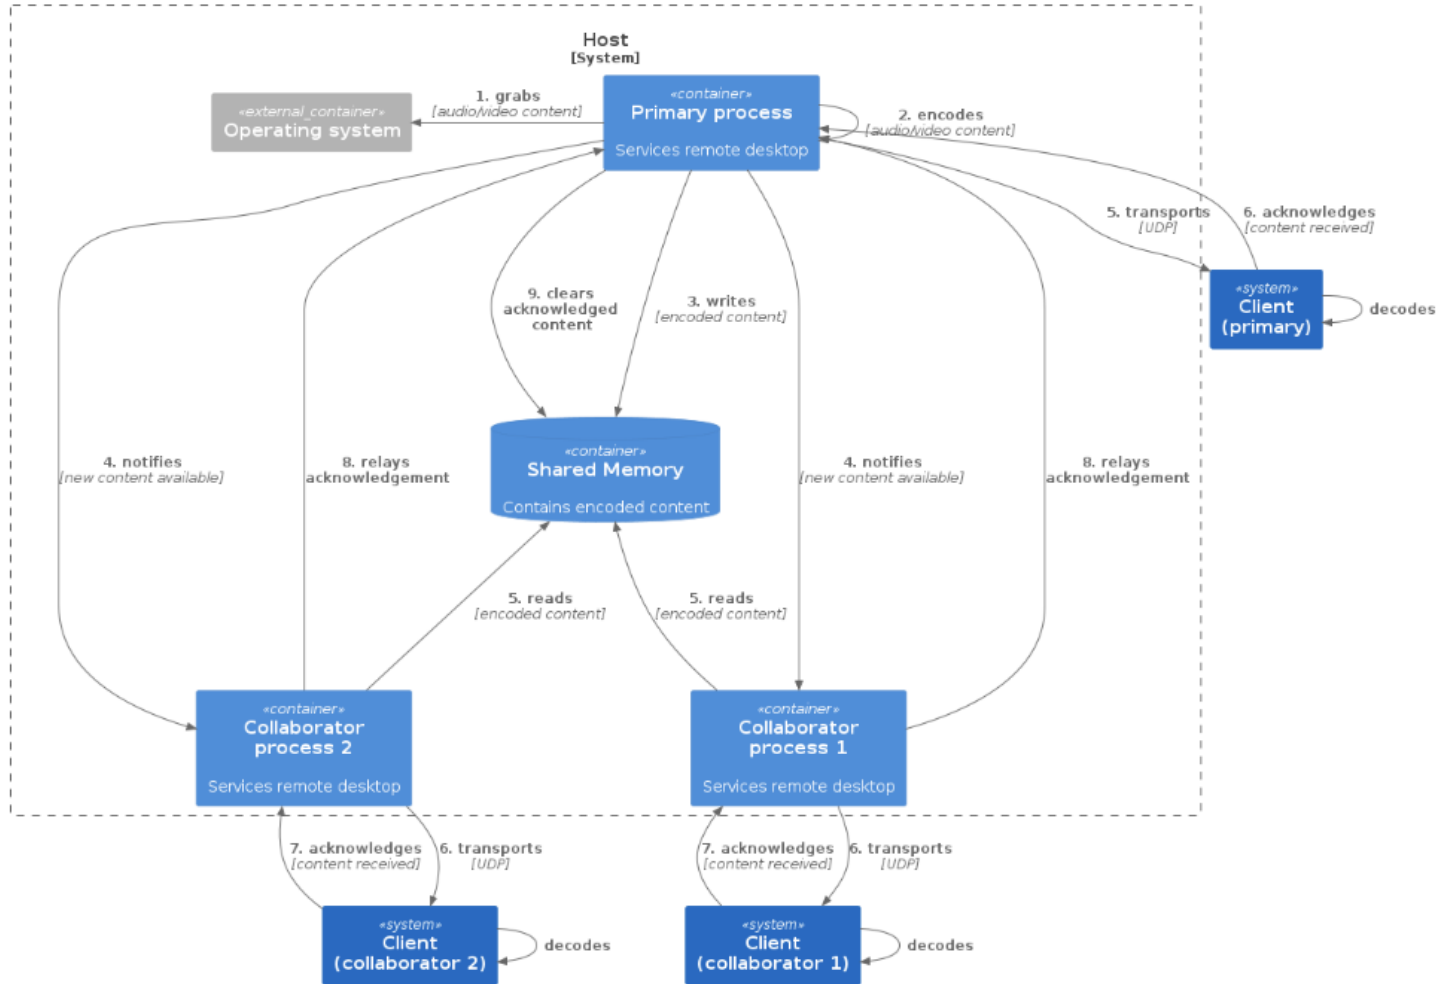 Host
[System]
«external_container»
Operating system
1. grabs
[audio/video content]
«container»
Primary process
Services remote desktop
2. encodes
[audio/video content]
5. transports
[UDP]
6. acknowledges
[content received]
«system»
Client
(primary)
decodes
9. clears
acknowledged
content
3. writes
[encoded content]
4. notifies
[new content available]
8. relays
acknowledgement
«container»
Shared Memory
Contains encoded content
4. notifies
[new content available]
8. relays
acknowledgement
5. reads
[encoded content]
5. reads
[encoded content]
«container»
Collaborator
process 2
Services remote desktop
«container»
Collaborator
process 1
Services remote desktop
7. acknowledges
[content received]
6. transports
[UDP]
7. acknowledges
[content received]
6. transports
[UDP]
«system»
Client
(collaborator 2)
decodes
«system»
Client
(collaborator 1)
decodes